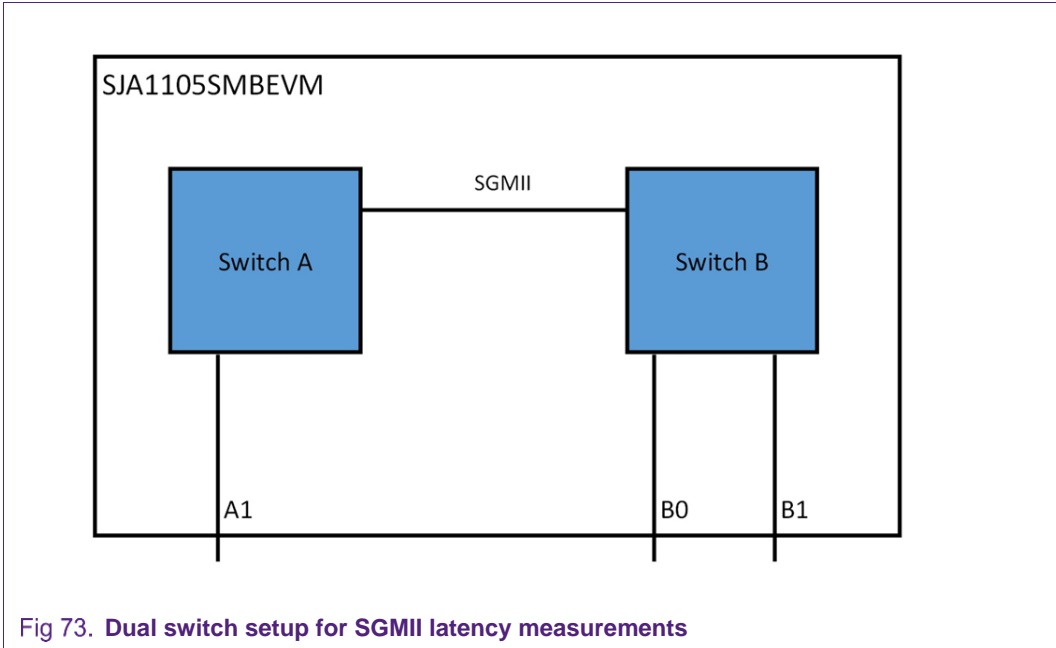 SJA1105SMBEVM
SGMII
Switch A
Switch B
A1
B0
B1
Fig 73. Dual switch setup for SGMII latency measurements